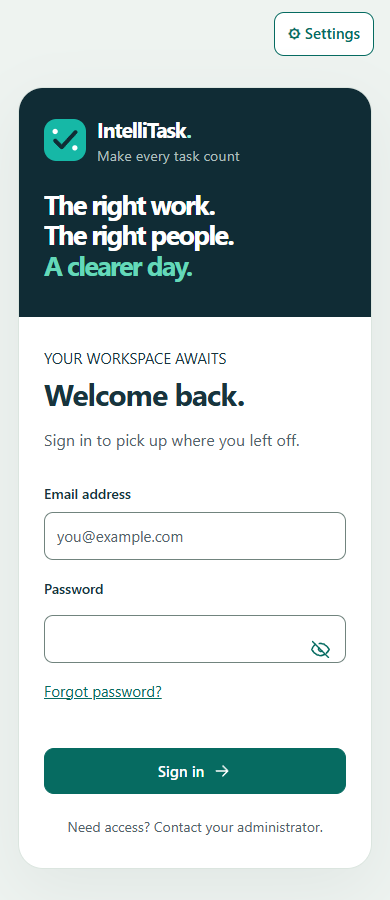 Settings
IntelliTask.
Make every task count
The right work.
The right people.
A clearer day.
YOUR WORKSPACE AWAITS
Welcome back.
Sign in to pick up where you left off.
Email address
you@example.com
Password
Forgot password?
Sign in →
Need access? Contact your administrator.